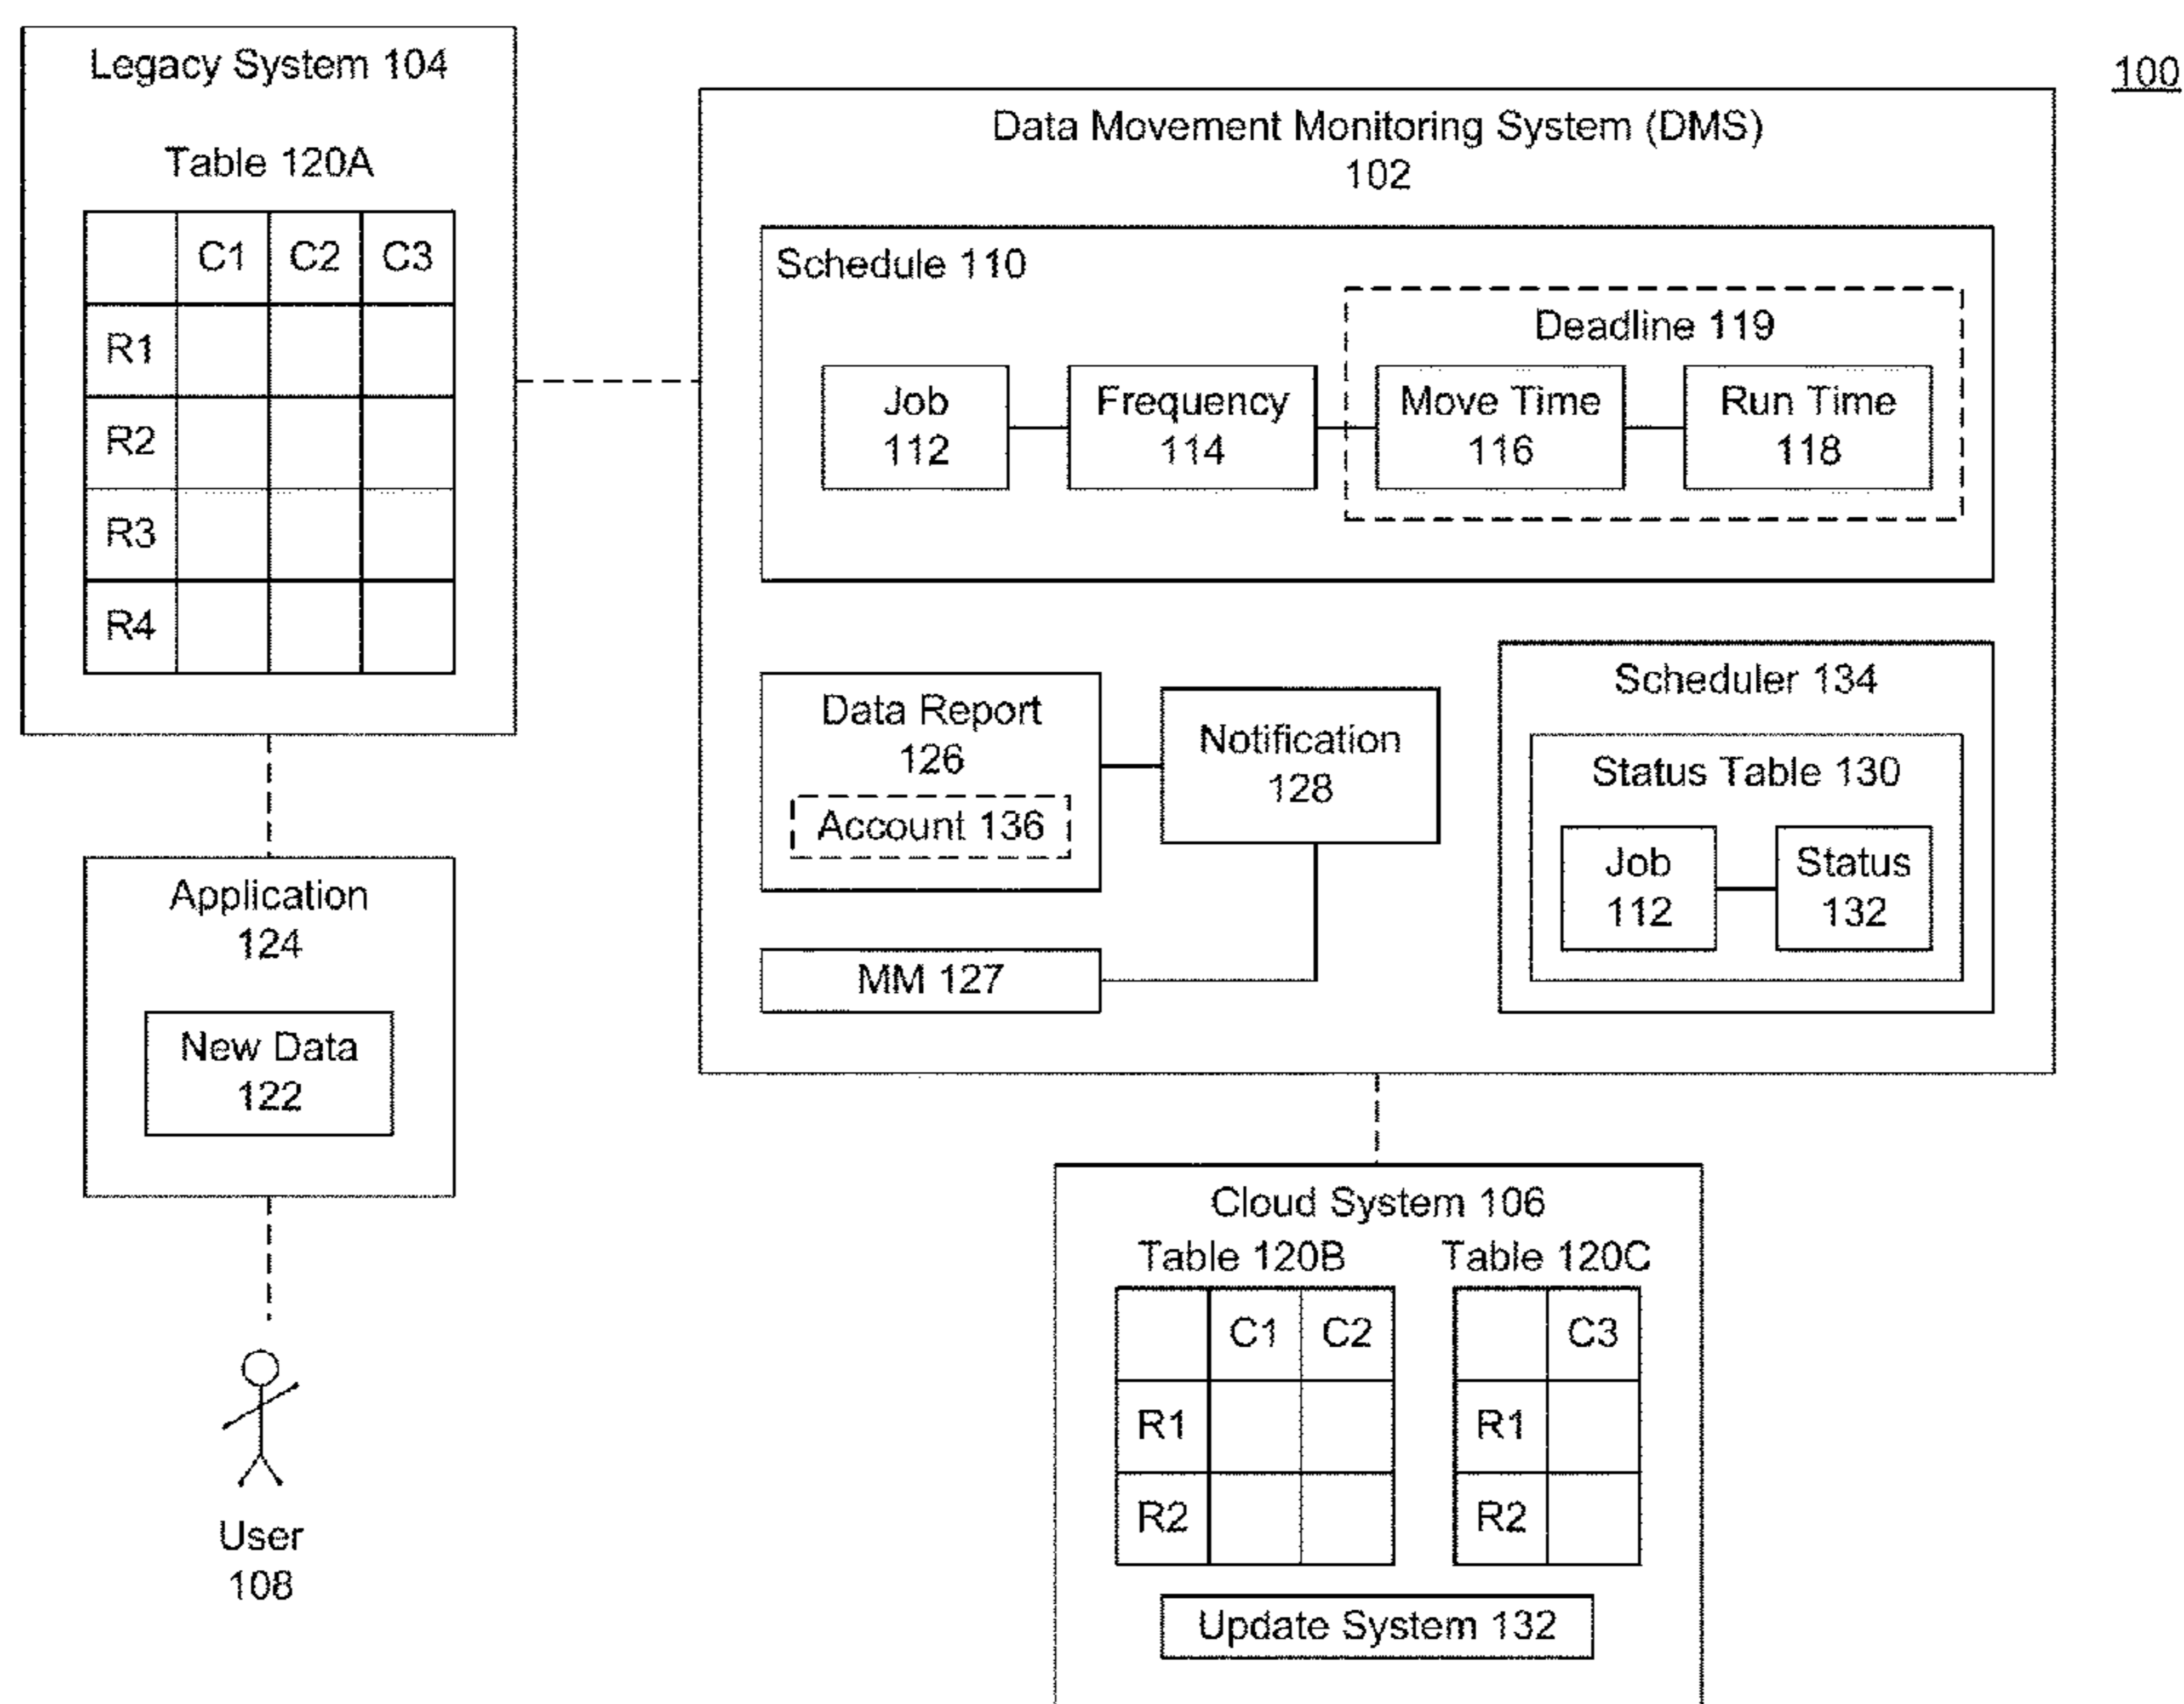 100
Legacy System 104
Table 120A
C1 C2 C3
R1
R2
R3
R4
Data Movement Monitoring System (DMS)
102
Schedule 110
Deadline 119
Job
112
Frequency
114
Move Time
116
Run Time
118
Data Report
126
Account 136
Notification
128
MM 127
Scheduler 134
Status Table 130
Job
112
Status
132
Application
124
New Data
122
User
108
Cloud System 106
Table 120B
C1 C2
R1
R2
Table 120C
C3
R1
R2
Update System 132